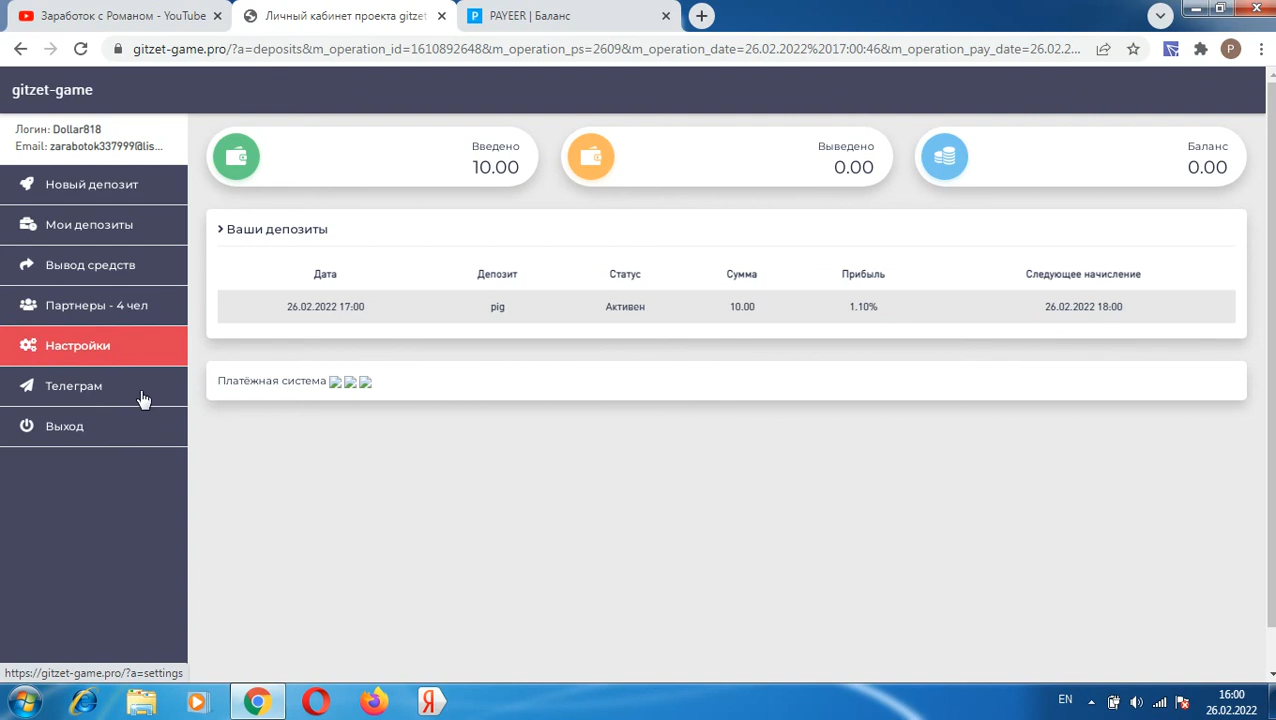 Заработок с Романом - YouTube
Личный кабинет проекта gitzet
PAYEER | Баланс
gitzet-game.pro/?a=deposits&m_operation_id=1610892648&m_operation_ps=2609&m_operation_date=26.02.2022%2017:00:46&m_operation_pay_date=26.02.2...
P
gitzet-game
Логин: Dollar818
Email: zarabotok337999@lis...
Новый депозит
Мои депозиты
Вывод средств
Партнеры - 4 чел
Настройки
Телеграм
Выход
Введено
10.00
Выведено
0.00
Баланс
0.00
Ваши депозиты
Дата Депозит Статус Сумма Прибыль Следующее начисление
26.02.2022 17:00 pig Активен 10.00 1.10% 26.02.2022 18:00
Платёжная система
https://gitzet-game.pro/?a=settings
EN
16:00
26.02.2022